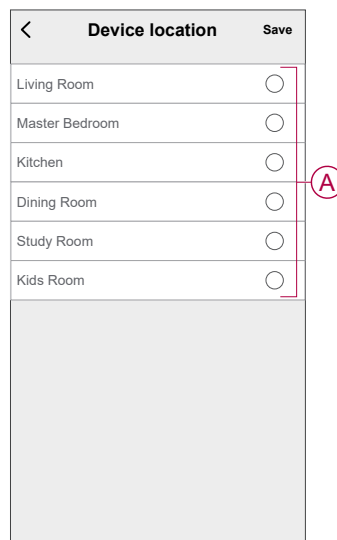 Device location Save
Living Room
Master Bedroom
Kitchen
Dining Room
Study Room
Kids Room
A